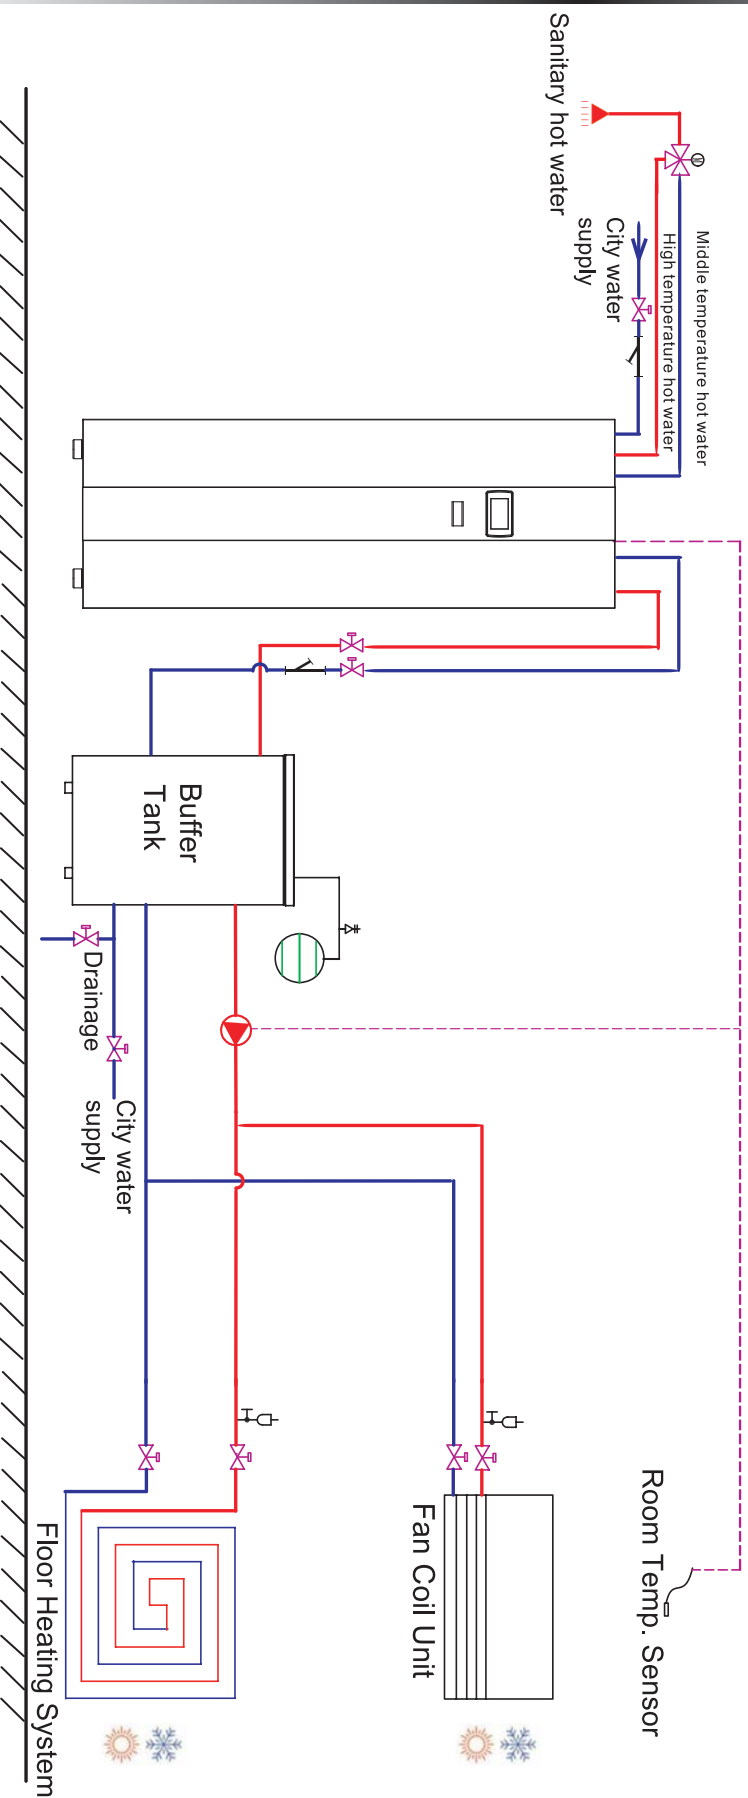 Sanitary hot water
City water
supply
Middle temperature hot water
High temperature hot water
Buffer
Tank
Drainage
City water
supply
Room Temp. Sensor
Fan Coil Unit
Floor Heating System